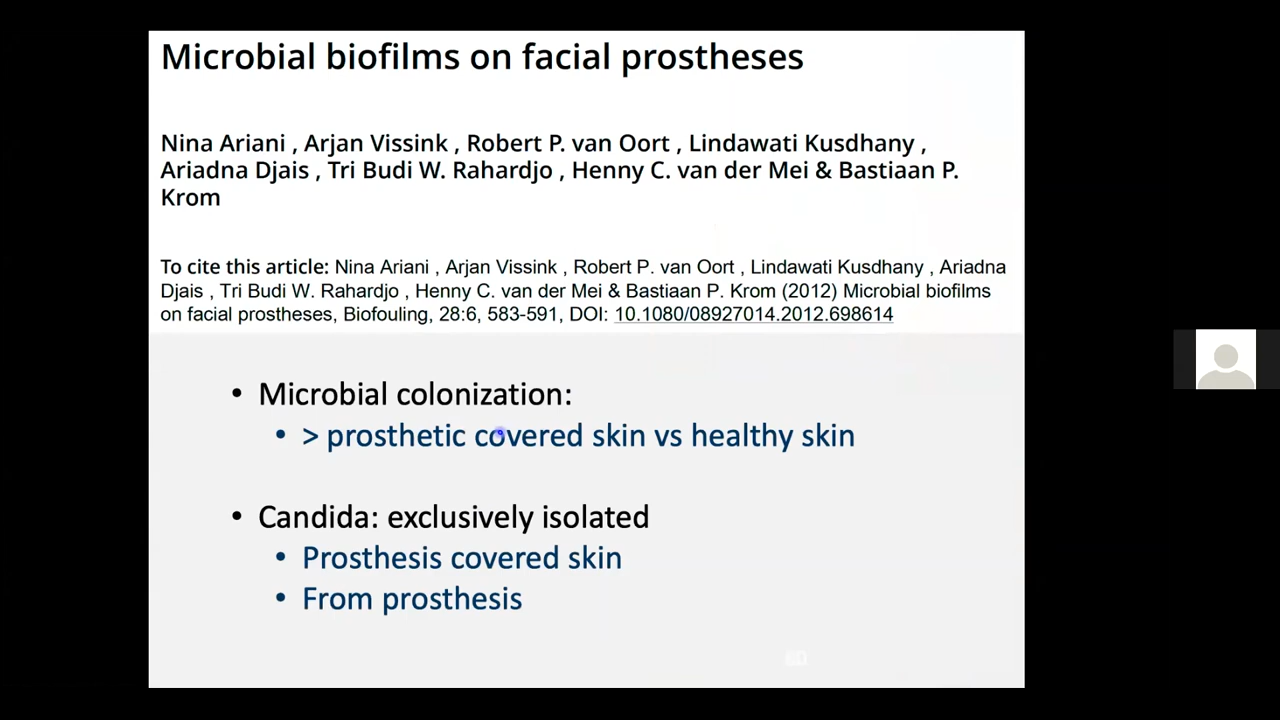 Microbial biofilms on facial prostheses
Nina Ariani , Arjan Vissink , Robert P. van Oort , Lindawati Kusdhany ,
Ariadna Djais , Tri Budi W. Rahardjo , Henny C. van der Mei & Bastiaan P.
Krom
To cite this article: Nina Ariani , Arjan Vissink , Robert P. van Oort , Lindawati Kusdhany , Ariadna
Djais , Tri Budi W. Rahardjo , Henny C. van der Mei & Bastiaan P. Krom (2012) Microbial biofilms
on facial prostheses, Biofouling, 28:6, 583-591, DOI: 10.1080/08927014.2012.698614
• Microbial colonization:
• > prosthetic covered skin vs healthy skin
• Candida: exclusively isolated
• Prosthesis covered skin
• From prosthesis